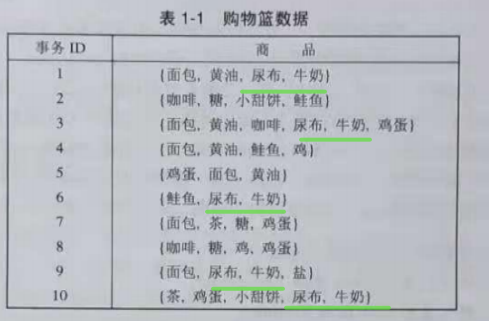 表 1-1 购物篮数据
事务 ID 商 品
1 {面包, 黄油, 尿布, 牛奶}
2 {咖啡, 糖, 小甜饼, 鲑鱼}
3 {面包, 黄油, 咖啡, 尿布, 牛奶, 鸡蛋}
4 {面包, 黄油, 鲑鱼, 鸡}
5 {鸡蛋, 面包, 黄油}
6 {鲑鱼, 尿布, 牛奶}
7 {面包, 茶, 糖, 鸡蛋}
8 {咖啡, 糖, 鸡, 鸡蛋}
9 {面包, 尿布, 牛奶, 盐}
10 {茶, 鸡蛋, 小甜饼, 尿布, 牛奶}